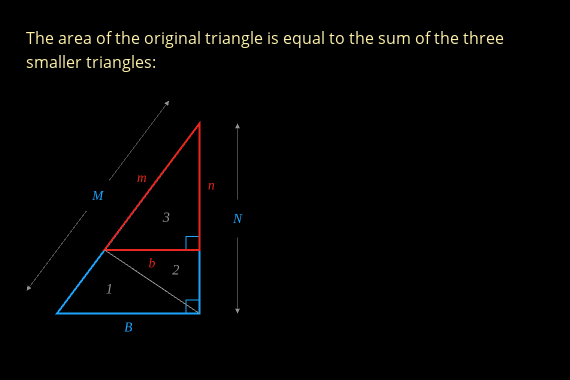 The area of the original triangle is equal to the sum of the three
smaller triangles:
m
n
M
3
N
b
2
1
B